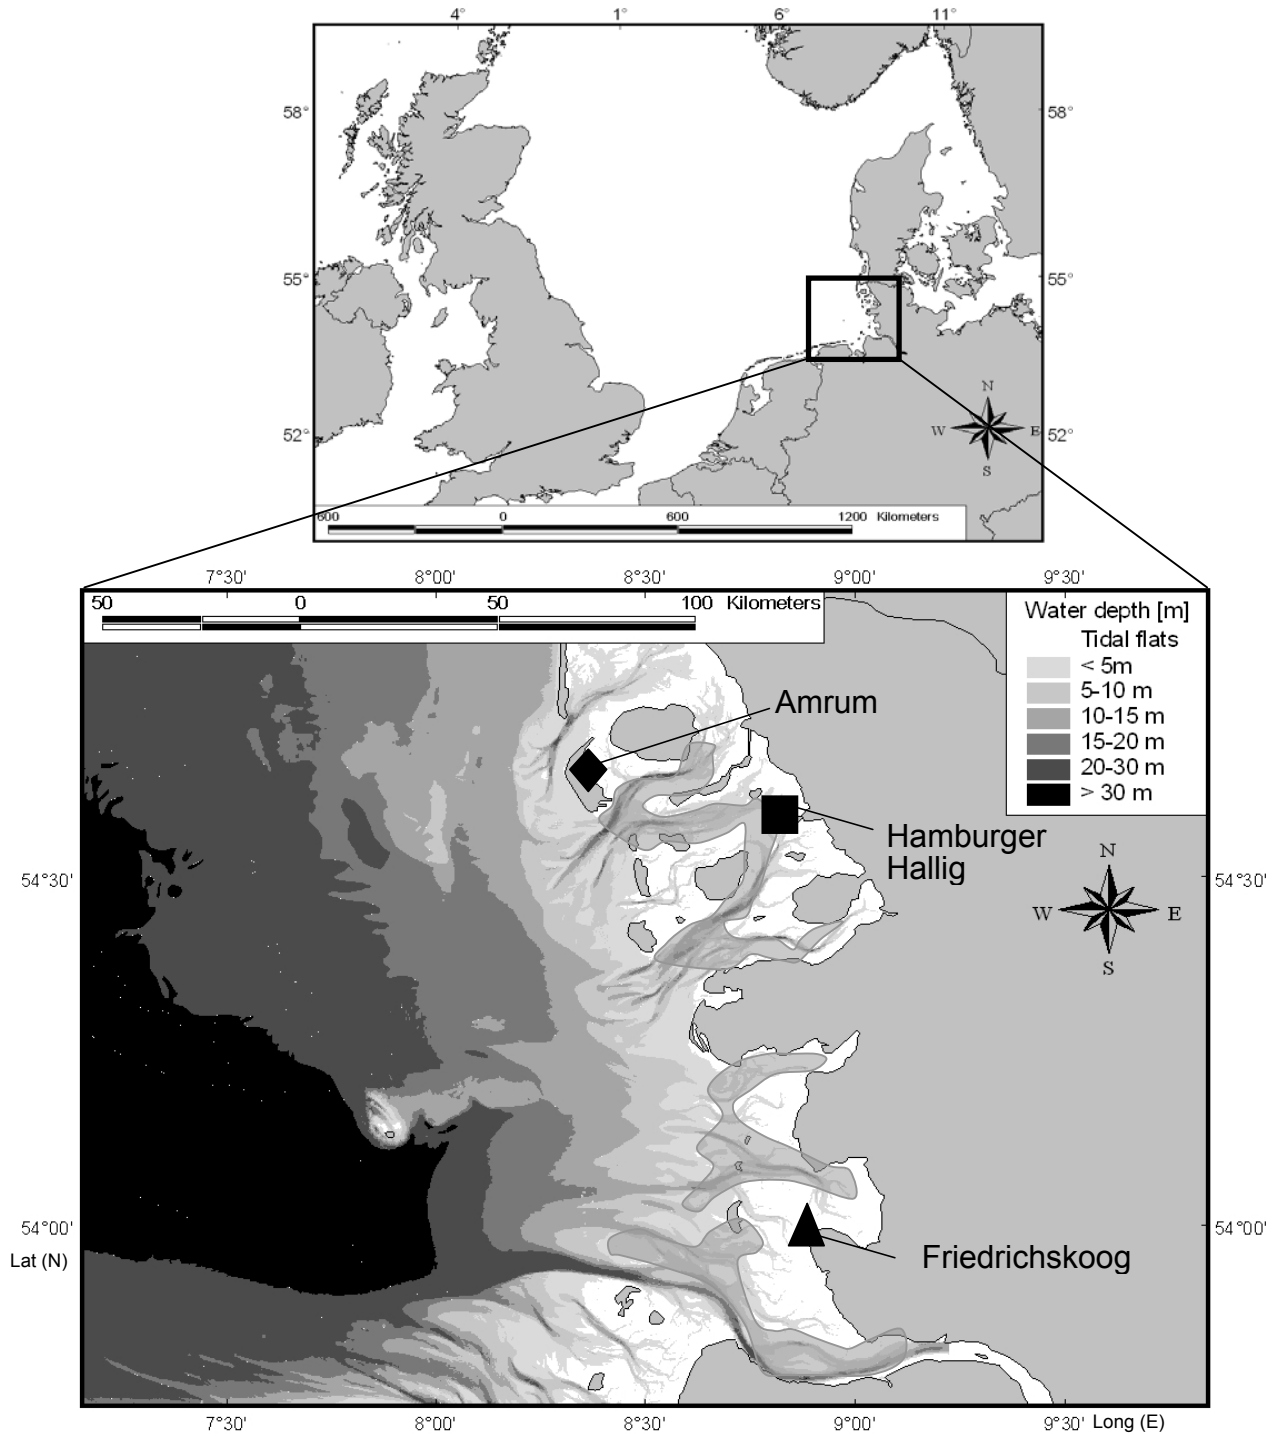 4° 1° 6° 11°
58° 58°
55° 55°
52° 52°
N
W E
S
600 0 600 1200 Kilometers
7°30' 8°00' 8°30' 9°00' 9°30'
50 0 50 100 Kilometers
Water depth [m]
Tidal flats
< 5m
5-10 m
10-15 m
15-20 m
20-30 m
> 30 m
Amrum
Hamburger
Hallig
54°30' 54°30'
N
W E
S
54°00' 54°00'
Lat (N)
Friedrichskoog
7°30' 8°00' 8°30' 9°00' 9°30' Long (E)